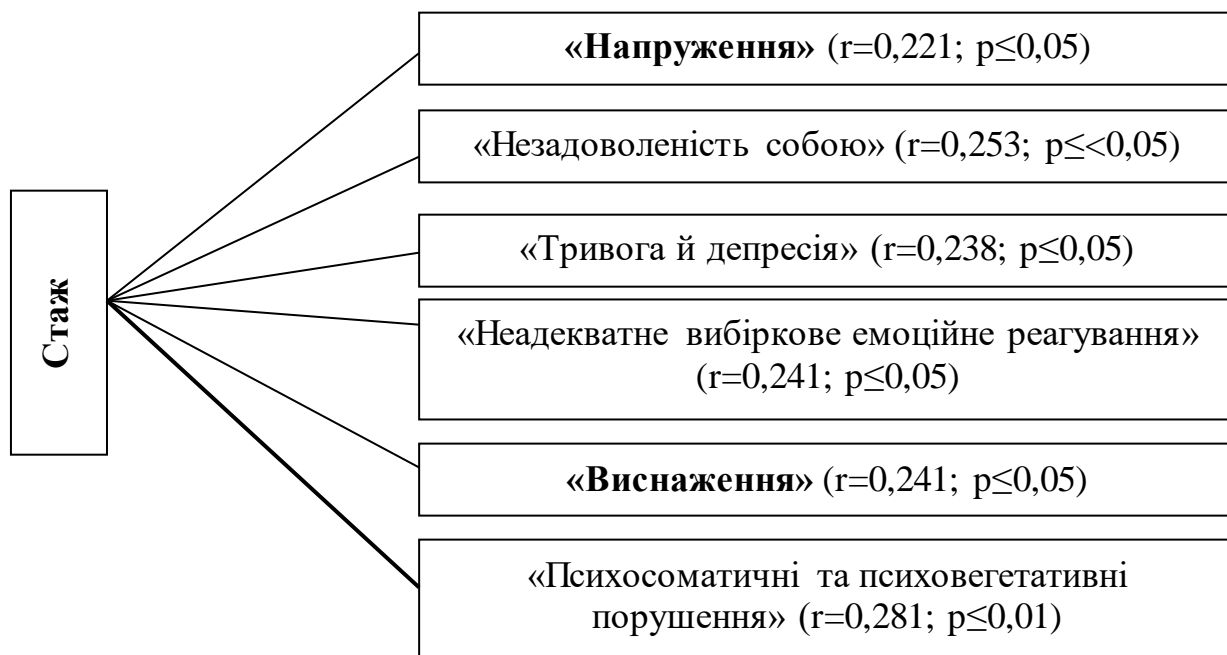 Стаж
«Напруження» (r=0,221; p≤0,05)
«Незадоволеність собою» (r=0,253; p≤<0,05)
«Тривога й депресія» (r=0,238; p≤0,05)
«Неадекватне вибіркове емоційне реагування»
(r=0,241; p≤0,05)
«Виснаження» (r=0,241; p≤0,05)
«Психосоматичні та психовегетативні
порушення» (r=0,281; p≤0,01)